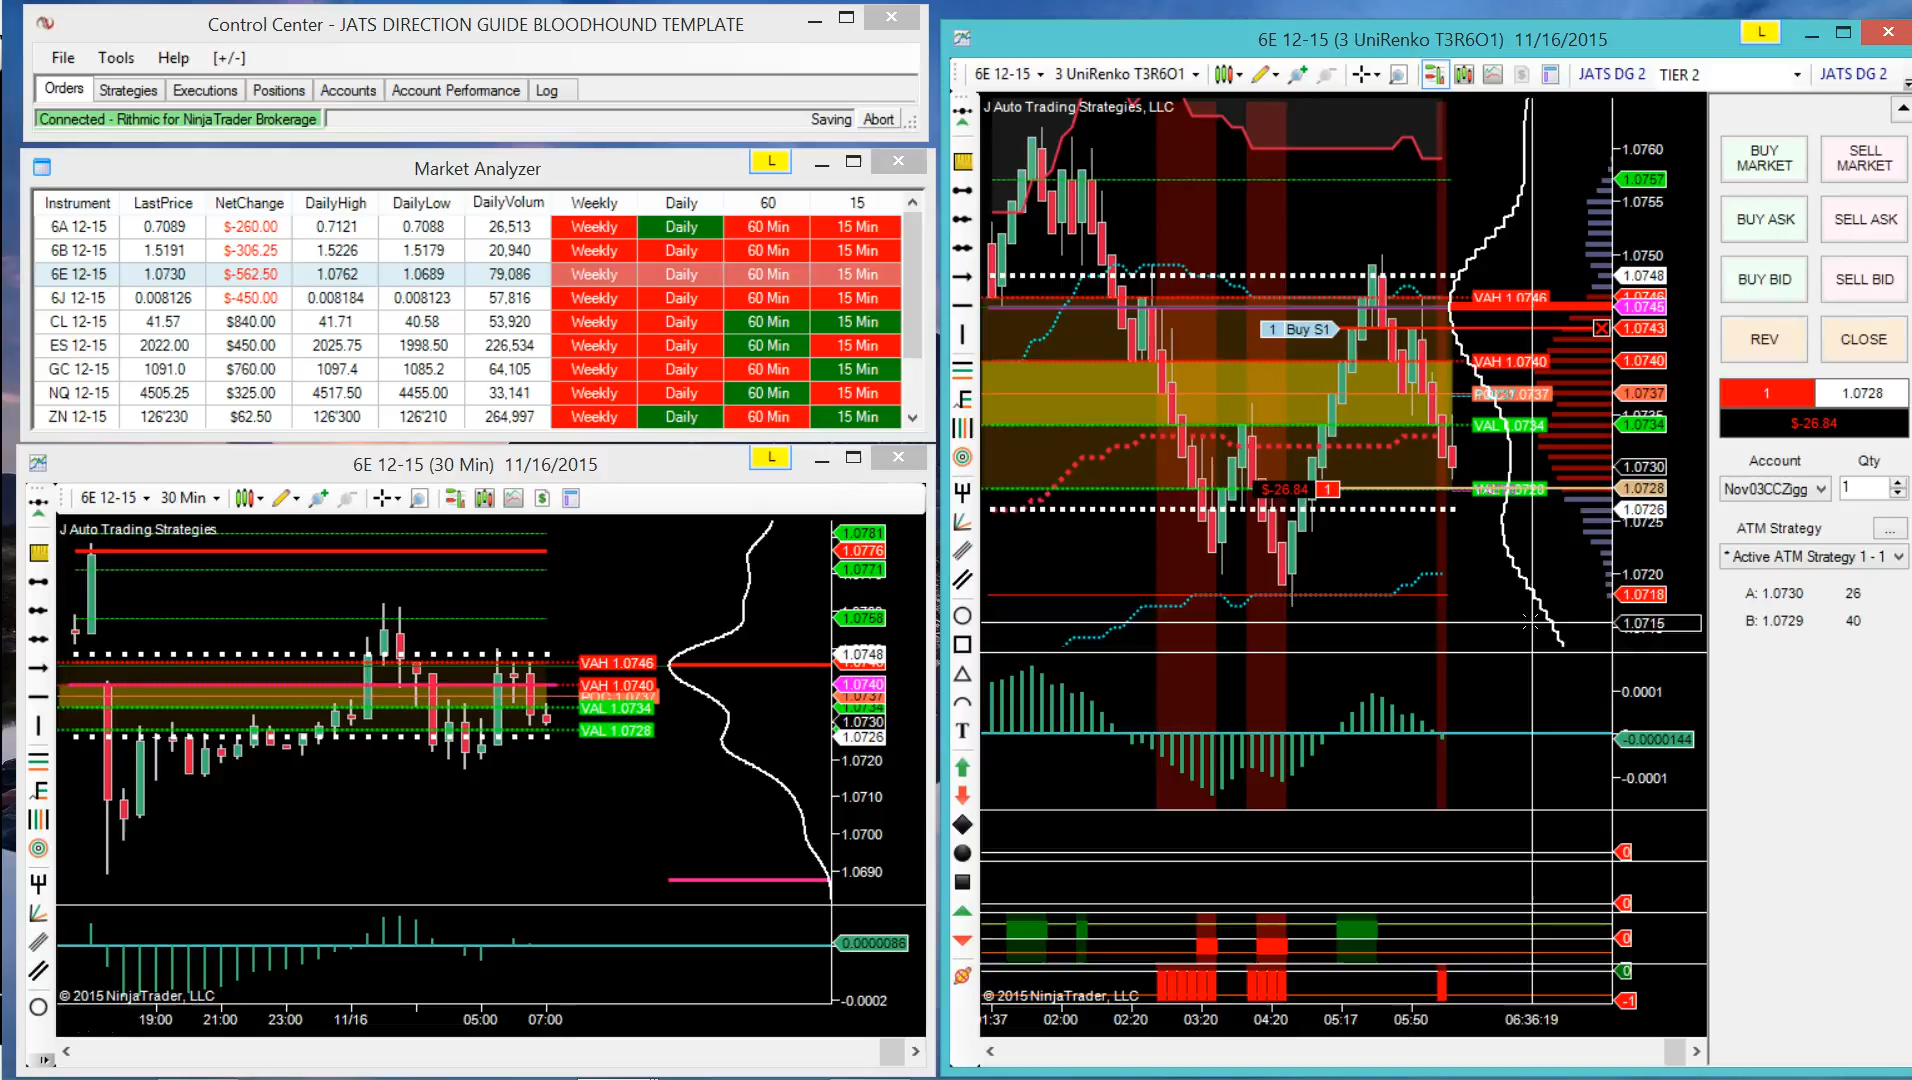 Control Center - JATS DIRECTION GUIDE BLOODHOUND TEMPLATE
File Tools Help [+/-]
Orders Strategies Executions Positions Accounts Account Performance Log
Connected - Rithmic for NinjaTrader Brokerage Saving Abort
Market Analyzer L
Instrument LastPrice NetChange DailyHigh DailyLow DailyVolum Weekly Daily 60 15
6A 12-15 0.7089 $-260.00 0.7121 0.7088 26,513 Weekly Daily 60 Min 15 Min
6B 12-15 1.5191 $-306.25 1.5226 1.5179 20,940 Weekly Daily 60 Min 15 Min
6E 12-15 1.0730 $-562.50 1.0762 1.0689 79,086 Weekly Daily 60 Min 15 Min
6J 12-15 0.008126 $-450.00 0.008184 0.008123 57,816 Weekly Daily 60 Min 15 Min
CL 12-15 41.57 $840.00 41.71 40.58 53,920 Weekly Daily 60 Min 15 Min
ES 12-15 2022.00 $450.00 2025.75 1998.50 226,534 Weekly Daily 60 Min 15 Min
GC 12-15 1091.0 $760.00 1097.4 1085.2 64,105 Weekly Daily 60 Min 15 Min
NQ 12-15 4505.25 $325.00 4517.50 4455.00 33,141 Weekly Daily 60 Min 15 Min
ZN 12-15 126'230 $62.50 126'300 126'210 264,997 Weekly Daily 60 Min 15 Min
6E 12-15 (30 Min) 11/16/2015 L
6E 12-15 30 Min
J Auto Trading Strategies
1.0781
1.0776
1.0771
1.0758
1.0748
VAH 1.0746
VAH 1.0740 1.0740
POC 1.0737 1.0737
VAL 1.0734 1.0734
1.0730
VAL 1.0728
1.0726
1.0720
1.0710
1.0700
1.0690
0.0000086
-0.0002
© 2015 NinjaTrader, LLC
19:00 21:00 23:00 11/16 05:00 07:00
6E 12-15 (3 UniRenko T3R6O1) 11/16/2015 L
6E 12-15 3 UniRenko T3R6O1 JATS DG 2 TIER 2 JATS DG 2
J Auto Trading Strategies, LLC
1.0760
1.0757
1.0755
1.0750
1.0748
VAH 1.0746 1.0746
1.0745
1 Buy S1 1.0743
VAH 1.0740 1.0740
1.0737 1.0737
VAL 1.0734 1.0734
1.0730
$-26.84 1 1.0728
1.0726
1.0725
1.0720
1.0718
1.0715
0.0001
-0.0000144
-0.0001
0
0
0
0
-1
© 2015 NinjaTrader, LLC
02:00 02:20 03:20 04:20 05:17 05:50 06:36:19
BUY MARKET SELL MARKET
BUY ASK SELL ASK
BUY BID SELL BID
REV CLOSE
1 1.0728
$-26.84
Account Qty
Nov03CCZigg 1
ATM Strategy ...
* Active ATM Strategy 1 - 1
A: 1.0730 26
B: 1.0729 40